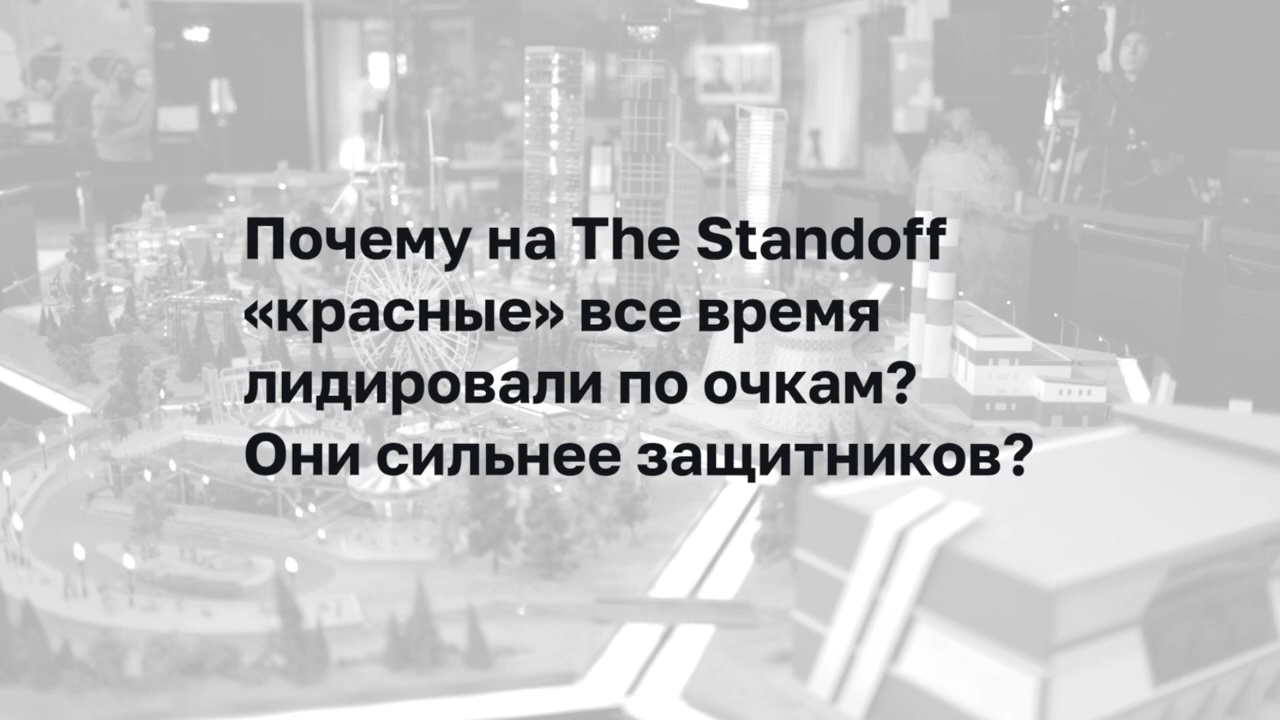 Почему на The Standoff
«красные» все время
лидировали по очкам?
Они сильнее защитников?